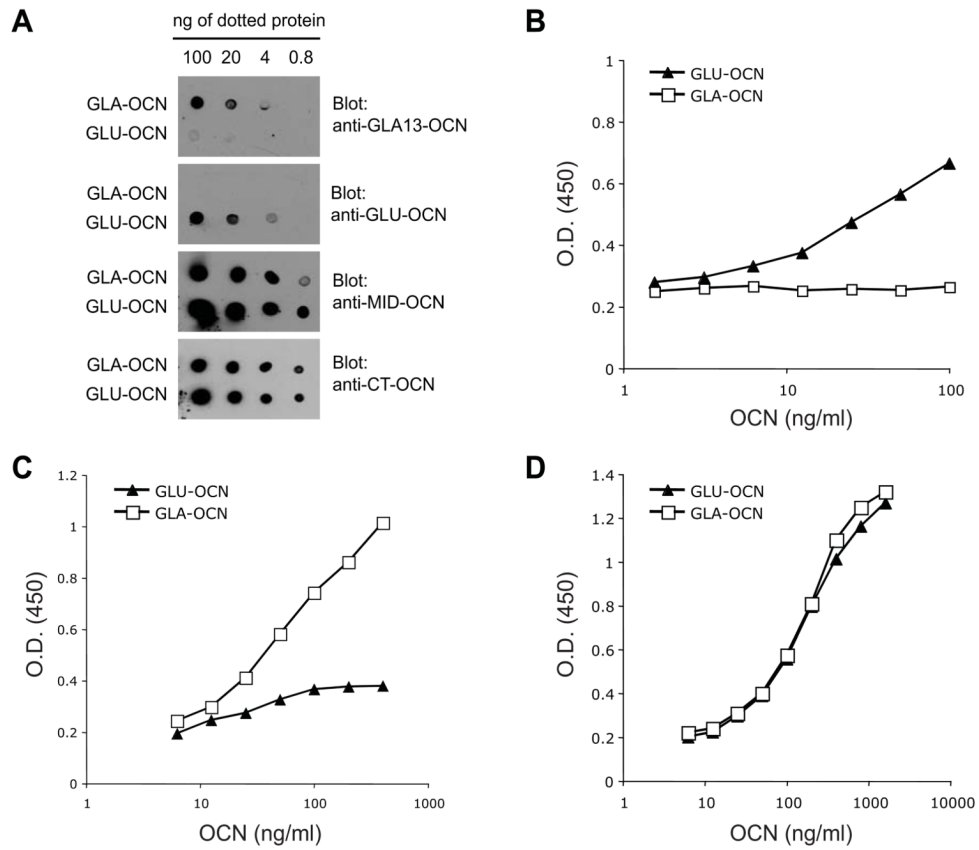 A
ng of dotted protein
100 20 4 0.8
GLA-OCN
GLU-OCN
Blot:
anti-GLA13-OCN
GLA-OCN
GLU-OCN
Blot:
anti-GLU-OCN
GLA-OCN
GLU-OCN
Blot:
anti-MID-OCN
GLA-OCN
GLU-OCN
Blot:
anti-CT-OCN
B
GLU-OCN
GLA-OCN
1
0.8
0.6
0.4
0.2
0
O.D. (450)
1 10 100
OCN (ng/ml)
C
GLU-OCN
GLA-OCN
1.2
1
0.8
0.6
0.4
0.2
0
O.D. (450)
1 10 100 1000
OCN (ng/ml)
D
GLU-OCN
GLA-OCN
1.4
1.2
1
0.8
0.6
0.4
0.2
0
O.D. (450)
1 10 100 1000 10000
OCN (ng/ml)